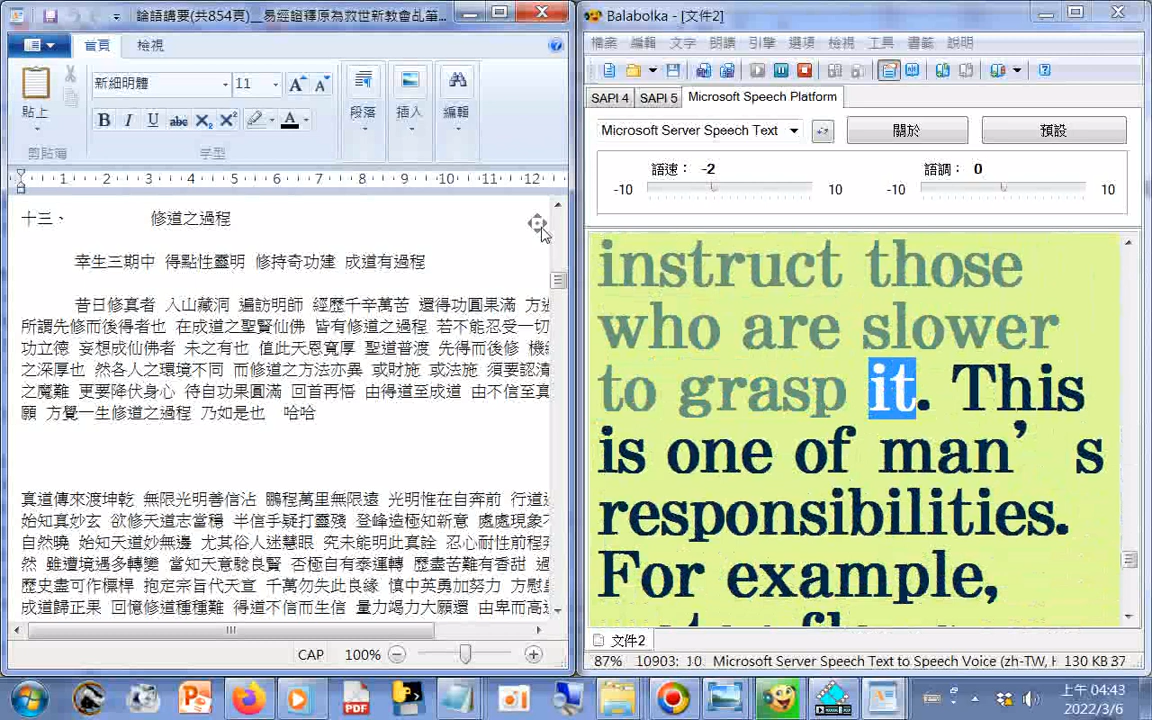 論語講要(共854頁)__易經證釋原為救世新教會乩筆...
首頁
檢視
貼上
剪貼簿
新細明體
11
B I U abc X₂ X²
A
字型
段落
插入
編輯
1 2 3 4 5 6 7 8 9 10 11 12
十三、 修道之過程
幸生三期中 得點性靈明 修持奇功建 成道有過程
昔日修真者 入山藏洞 遍訪明師 經歷千辛萬苦 還得功圓果滿 方
所謂先修而後得者也 在成道之聖賢仙佛 皆有修道之過程 若不能忍受一切
功立德 妄想成仙佛者 未之有也 值此天恩寬厚 聖道普渡 先得而後修 機
之深厚也 然各人之環境不同 而修道之方法亦異 或財施 或法施 須要認清
之魔難 更要降伏身心 待自功果圓滿 回首再悟 由得道至成道 由不信至真
願 方覺一生修道之過程 乃如是也 哈哈
真道傳來渡坤乾 無限光明善信沾 鵬程萬里無限遠 光明惟在自奔前 行道
始知真妙玄 欲修天道志當穩 半信半疑打靈殘 登峰造極知新意 處處現象
自然曉 始知天道妙無邊 尤其俗人迷慧眼 究未能明此真詮 忍心耐性前程
然 雖遭境遇多轉變 當知天意驗良賢 否極自有泰運轉 歷盡苦難有香甜
歷史盡可作標桿 抱定宗旨代天宣 千萬勿失此良緣 慎中英勇加努力 方慰
成道歸正果 回憶修道種種難 得道不信而生信 量力竭力大願還 由卑而高
CAP 100%
Balabolka - [文件2]
檔案 編輯 文字 朗讀 引擎 選項 檢視 工具 書籤 說明
SAPI 4 SAPI 5 Microsoft Speech Platform
Microsoft Server Speech Text
關於
預設
語速： -2
語調： 0
-10 10 -10 10
instruct those
who are slower
to grasp it. This
is one of man’s
responsibilities.
For example,
文件2
87% 10903: 10 Microsoft Server Speech Text to Speech Voice (zh-TW, H 130 KB 37
上午 04:43
2022/3/6